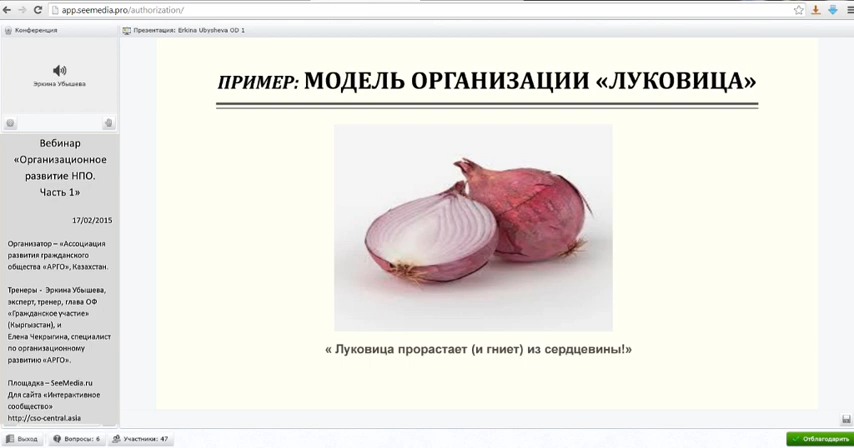 app.seemedia.pro/authorization/
Конференция
Презентация: Erkina Ubysheva OD 1
Эркина Убышева
Вебинар
«Организационное
развитие НПО.
Часть 1»
17/02/2015
Организатор – «Ассоциация
развития гражданского
общества «АРГО», Казахстан.
Тренеры - Эркина Убышева,
эксперт, тренер, глава ОФ
«Гражданское участие»
(Кыргызстан), и
Елена Чекрыгина, специалист
по организационному
развитию «АРГО».
Площадка – SeeMedia.ru
Для сайта «Интерактивное
сообщество»
http://cso-central.asia
ПРИМЕР: МОДЕЛЬ ОРГАНИЗАЦИИ «ЛУКОВИЦА»
« Луковица прорастает (и гниет) из сердцевины!»
Выход
Вопросы: 6
Участники: 47
Отблагодарить